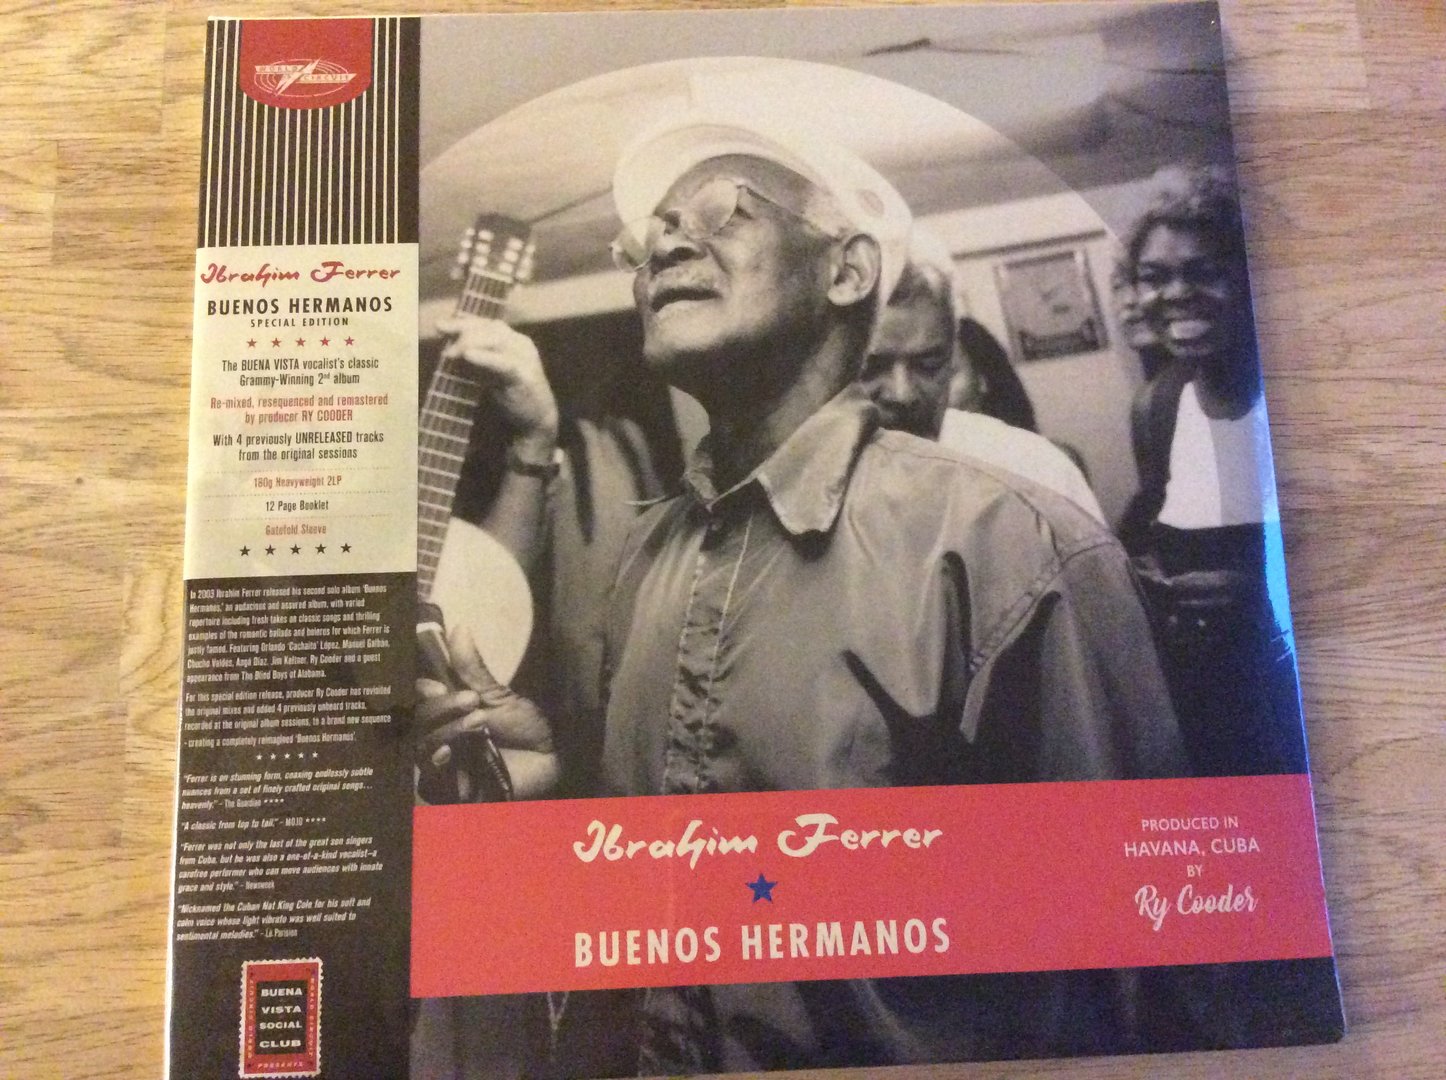 WORLD CIRCUIT
Ibrahim Ferrer
BUENOS HERMANOS
SPECIAL EDITION
The BUENA VISTA vocalist's classic
Grammy-Winning 2nd album
Re-mixed, resequenced and remastered
by producer RY COODER
With 4 previously UNRELEASED tracks
from the original sessions
180g Heavyweight 2LP
12 Page Booklet
Gatefold Sleeve
In 2003 Ibrahim Ferrer released his second solo album 'Buenos
Hermanos,' an audacious and assured album, with varied
repertoire including fresh takes on classic songs and thrilling
examples of the romantic ballads and boleros for which Ferrer is
justly famed. Featuring Orlando 'Cachaito' López, Manuel Galbán,
Chucho Valdés, Angá Díaz, Jim Keltner, Ry Cooder and a guest
appearance from The Blind Boys of Alabama.
For this special edition release, producer Ry Cooder has revisited
the original mixes and added 4 previously unheard tracks,
recorded at the original album sessions, to a brand new sequence
- creating a completely reimagined 'Buenos Hermanos'.
"Ferrer is on stunning form, coaxing endlessly subtle
nuances from a set of finely crafted original songs...
heavenly." - The Guardian ****
"A classic from top to tail." - MOJO ****
"Ferrer was not only the last of the great son singers
from Cuba, but he was also a one-of-a-kind vocalist—a
carefree performer who can move audiences with innate
grace and style." - Newsweek
"Nicknamed the Cuban Nat King Cole for his soft and
calm voice whose light vibrato was well suited to
sentimental melodies." - Le Parisien
BUENA
VISTA
SOCIAL
CLUB
PRESENTS
WORLD CIRCUIT
WORLD CIRCUIT
Ibrahim Ferrer
BUENOS HERMANOS
PRODUCED IN
HAVANA, CUBA
BY
Ry Cooder